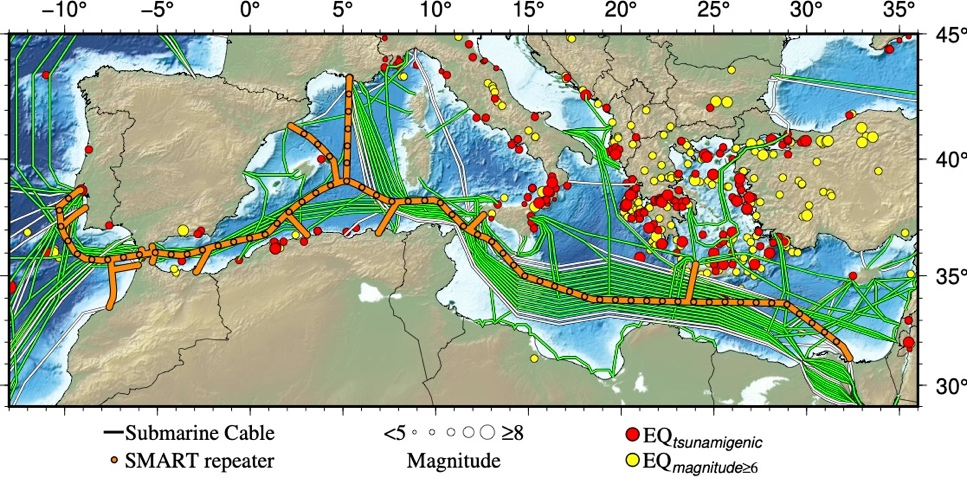 −10° −5° 0° 5° 10° 15° 20° 25° 30° 35°
45°
40°
35°
30°
Submarine Cable
SMART repeater
<5 ≥8
Magnitude
EQtsunamigenic
EQmagnitude≥6